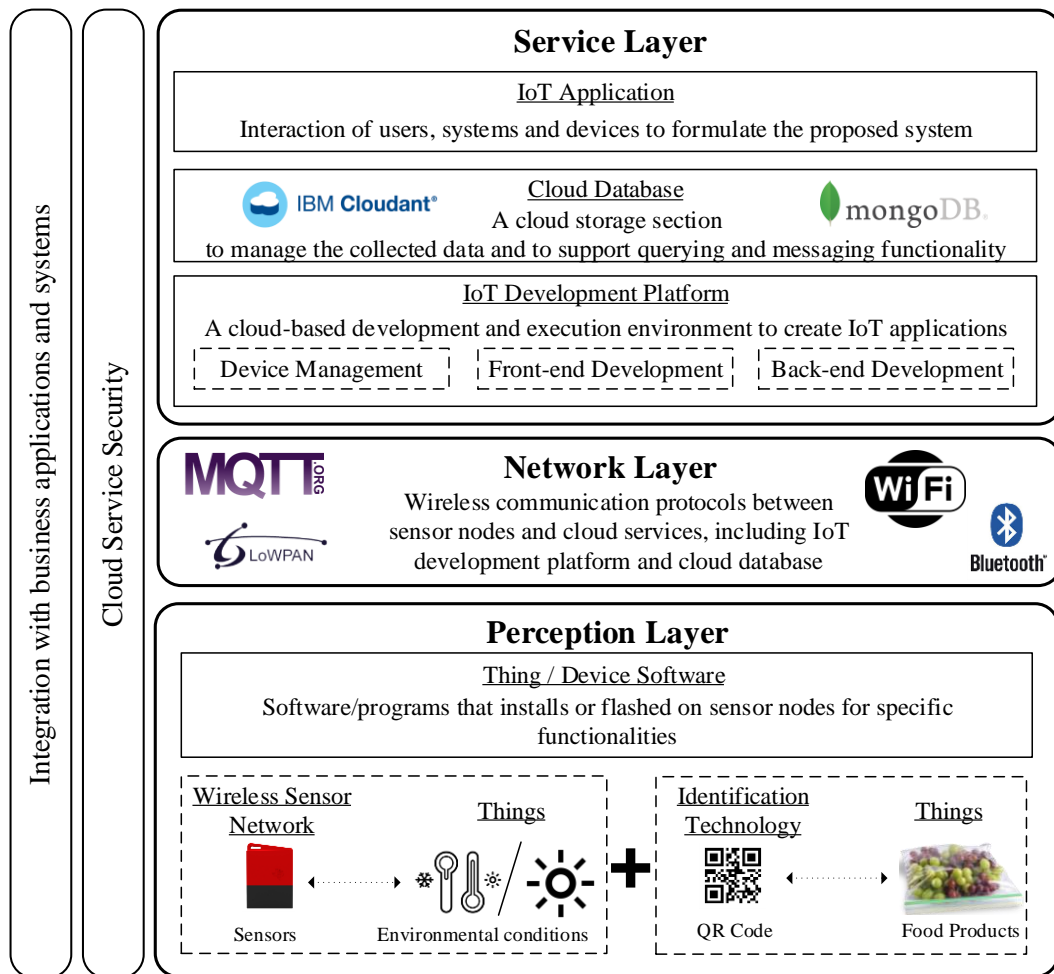 Integration with business applications and systems
Cloud Service Security
Service Layer
IoT Application
Interaction of users, systems and devices to formulate the proposed system
IBM Cloudant®
Cloud Database
A cloud storage section
mongoDB®
to manage the collected data and to support querying and messaging functionality
IoT Development Platform
A cloud-based development and execution environment to create IoT applications
Device Management
Front-end Development
Back-end Development
MQTT.ORG
6LoWPAN
Network Layer
Wireless communication protocols between
sensor nodes and cloud services, including IoT
development platform and cloud database
WiFi
Bluetooth™
Perception Layer
Thing / Device Software
Software/programs that installs or flashed on sensor nodes for specific
functionalities
Wireless Sensor
Network
Things
Sensors
Environmental conditions
Identification
Technology
Things
QR Code
Food Products